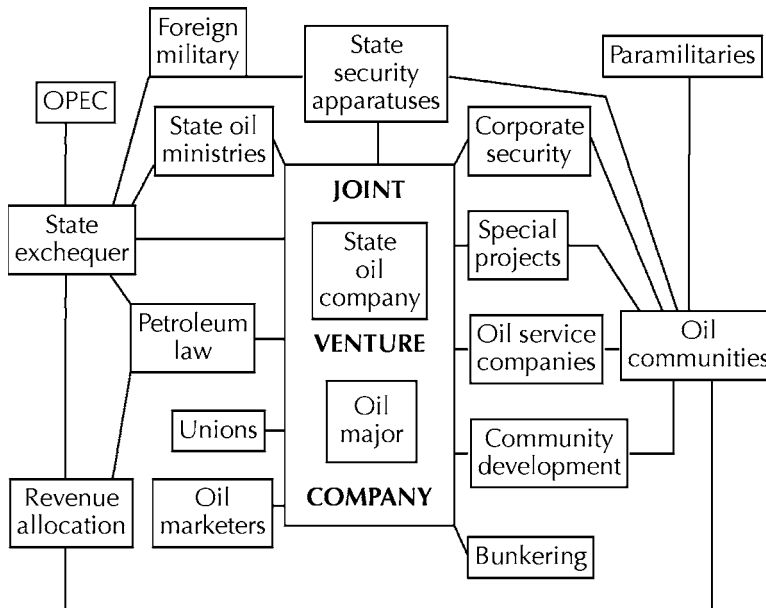 Foreign
military
State
security
apparatuses
Paramilitaries
OPEC
State oil
ministries
Corporate
security
JOINT
State
exchequer
State
oil
company
Special
projects
Petroleum
law
VENTURE
Oil service
companies
Oil
communities
Unions
Oil
major
Community
development
Revenue
allocation
Oil
marketers
COMPANY
Bunkering